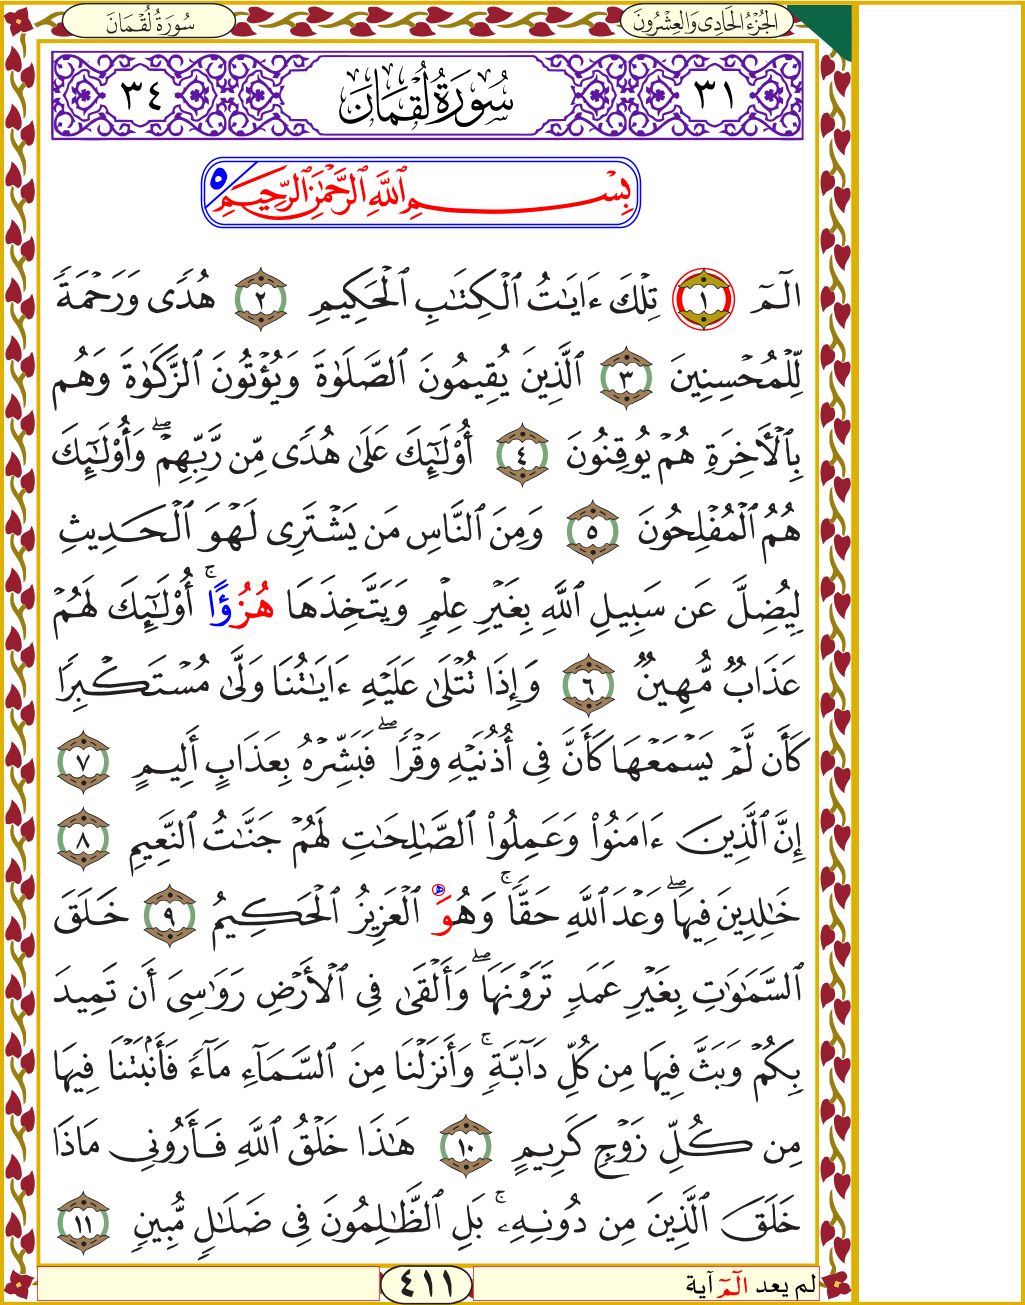 الجُزْءُ الحَادِى وَالعِشْرُونَ
سُورَةُ لُقْمَانَ
٣١ سُورَةُ لُقْمَانَ ٣٤
بِسْمِ ٱللَّهِ ٱلرَّحْمَٰنِ ٱلرَّحِيمِ ٥
الٓمٓ ١ تِلْكَ ءَايَٰتُ ٱلْكِتَٰبِ ٱلْحَكِيمِ ٢ هُدًى وَرَحْمَةً
لِّلْمُحْسِنِينَ ٣ ٱلَّذِينَ يُقِيمُونَ ٱلصَّلَوٰةَ وَيُؤْتُونَ ٱلزَّكَوٰةَ وَهُم
بِٱلْأَخِرَةِ هُمْ يُوقِنُونَ ٤ أُو۟لَٰٓئِكَ عَلَىٰ هُدًى مِّن رَّبِّهِمْ ۖ وَأُو۟لَٰٓئِكَ
هُمُ ٱلْمُفْلِحُونَ ٥ وَمِنَ ٱلنَّاسِ مَن يَشْتَرِى لَهْوَ ٱلْحَدِيثِ
لِيُضِلَّ عَن سَبِيلِ ٱللَّهِ بِغَيْرِ عِلْمٍ وَيَتَّخِذَهَا هُزُؤًا ۚ أُو۟لَٰٓئِكَ لَهُمْ
عَذَابٌ مُّهِينٌ ٦ وَإِذَا تُتْلَىٰ عَلَيْهِ ءَايَٰتُنَا وَلَّىٰ مُسْتَكْبِرًا
كَأَن لَّمْ يَسْمَعْهَا كَأَنَّ فِى أُذُنَيْهِ وَقْرًا ۖ فَبَشِّرْهُ بِعَذَابٍ أَلِيمٍ ٧
إِنَّ ٱلَّذِينَ ءَامَنُوا۟ وَعَمِلُوا۟ ٱلصَّٰلِحَٰتِ لَهُمْ جَنَّٰتُ ٱلنَّعِيمِ ٨
خَٰلِدِينَ فِيهَا ۖ وَعْدَ ٱللَّهِ حَقًّا ۚ وَهُوَ ٱلْعَزِيزُ ٱلْحَكِيمُ ٩ خَلَقَ
ٱلسَّمَٰوَٰتِ بِغَيْرِ عَمَدٍ تَرَوْنَهَا ۖ وَأَلْقَىٰ فِى ٱلْأَرْضِ رَوَٰسِىَ أَن تَمِيدَ
بِكُمْ وَبَثَّ فِيهَا مِن كُلِّ دَآبَّةٍ ۚ وَأَنزَلْنَا مِنَ ٱلسَّمَآءِ مَآءً فَأَنۢبَتْنَا فِيهَا
مِن كُلِّ زَوْجٍ كَرِيمٍ ١٠ هَٰذَا خَلْقُ ٱللَّهِ فَأَرُونِى مَاذَا
خَلَقَ ٱلَّذِينَ مِن دُونِهِۦ ۚ بَلِ ٱلظَّٰلِمُونَ فِى ضَلَٰلٍ مُّبِينٍ ١١
لم يعد الٓمٓ آية
٤١١